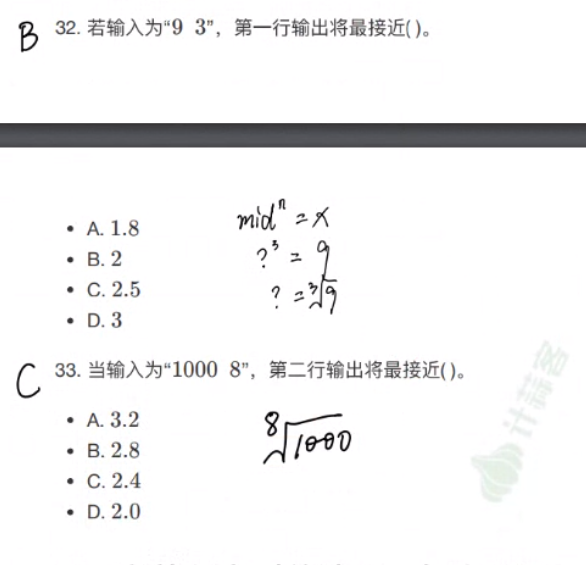 B 32. 若输入为“9 3”，第一行输出将最接近( )。
• A. 1.8
• B. 2
• C. 2.5
• D. 3
midⁿ = x
?³ = 9
? = ³√9
C 33. 当输入为“1000 8”，第二行输出将最接近( )。
• A. 3.2
• B. 2.8
• C. 2.4
• D. 2.0
⁸√1000
计蒜客